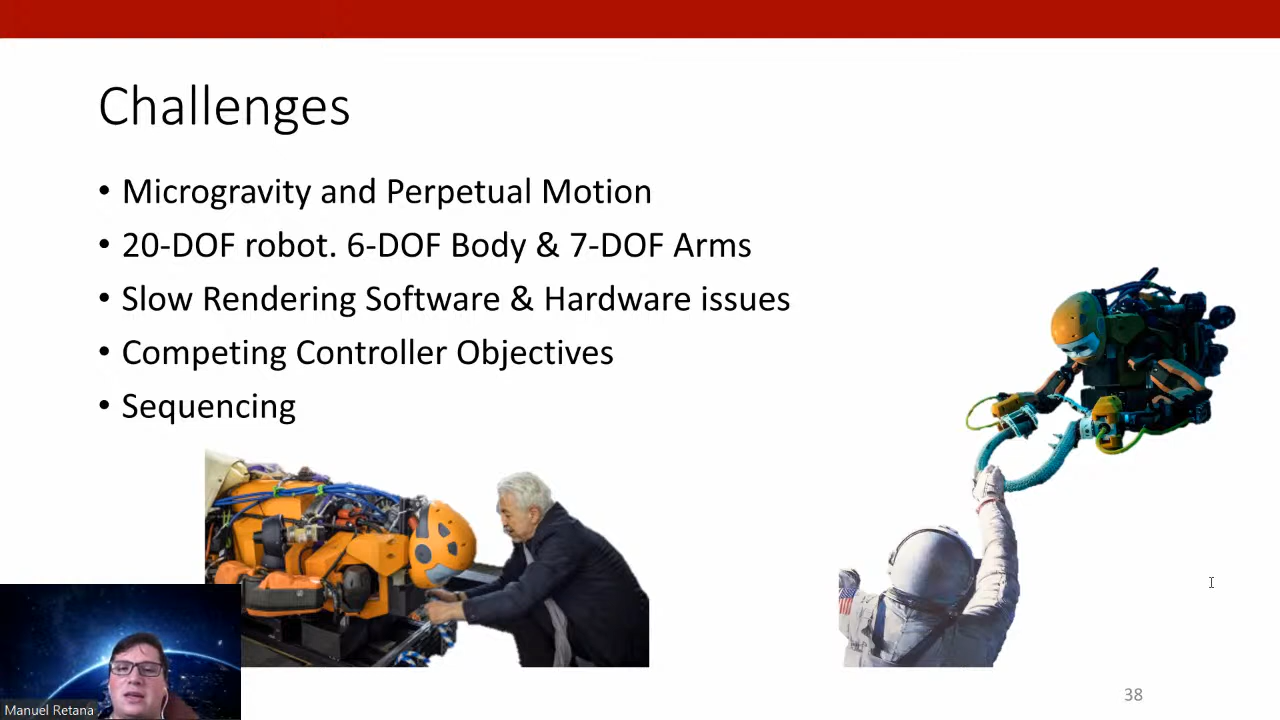 Challenges
• Microgravity and Perpetual Motion
• 20-DOF robot. 6-DOF Body & 7-DOF Arms
• Slow Rendering Software & Hardware issues
• Competing Controller Objectives
• Sequencing
Manuel Retana
38